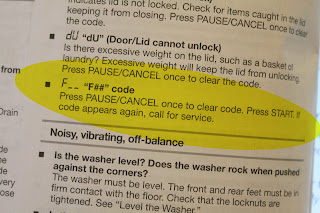 indicates lid is not locked. Check for items caught in the lid
keeping it from closing. Press PAUSE/CANCEL once to clear
the code.
■ dU "dU" (Door/Lid cannot unlock)
Is there excessive weight on the lid, such as a basket of
laundry? Excessive weight will keep the lid from unlocking.
Press PAUSE/CANCEL once to clear the code.
■ F_ _ "F##" code
Press PAUSE/CANCEL once to clear code. Press START. If
code appears again, call for service.
Noisy, vibrating, off-balance
■ Is the washer level? Does the washer rock when pushed
against the corners?
The washer must be level. The front and rear feet must be in
firm contact with the floor. Check that the locknuts are
tightened. See "Level the Washer."
from
Drain